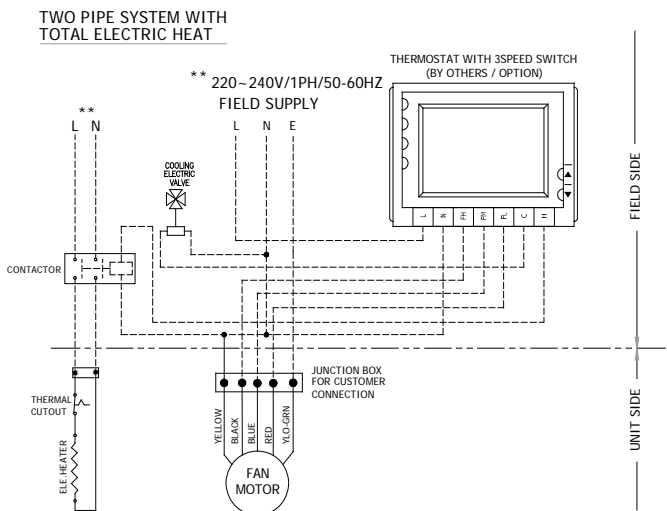 TWO PIPE SYSTEM WITH
TOTAL ELECTRIC HEAT
** 220~240V/1PH/50-60HZ
FIELD SUPPLY
L N E
THERMOSTAT WITH 3SPEED SWITCH
(BY OTHERS / OPTION)
**
L N
COOLING
ELECTRIC
VALVE
L N FH FM FL C H
FIELD SIDE
CONTACTOR
JUNCTION BOX
FOR CUSTOMER
CONNECTION
THERMAL
CUTOUT
ELE.HEATER
YELLOW
BLACK
BLUE
RED
YLO-GRN
FAN
MOTOR
UNIT SIDE